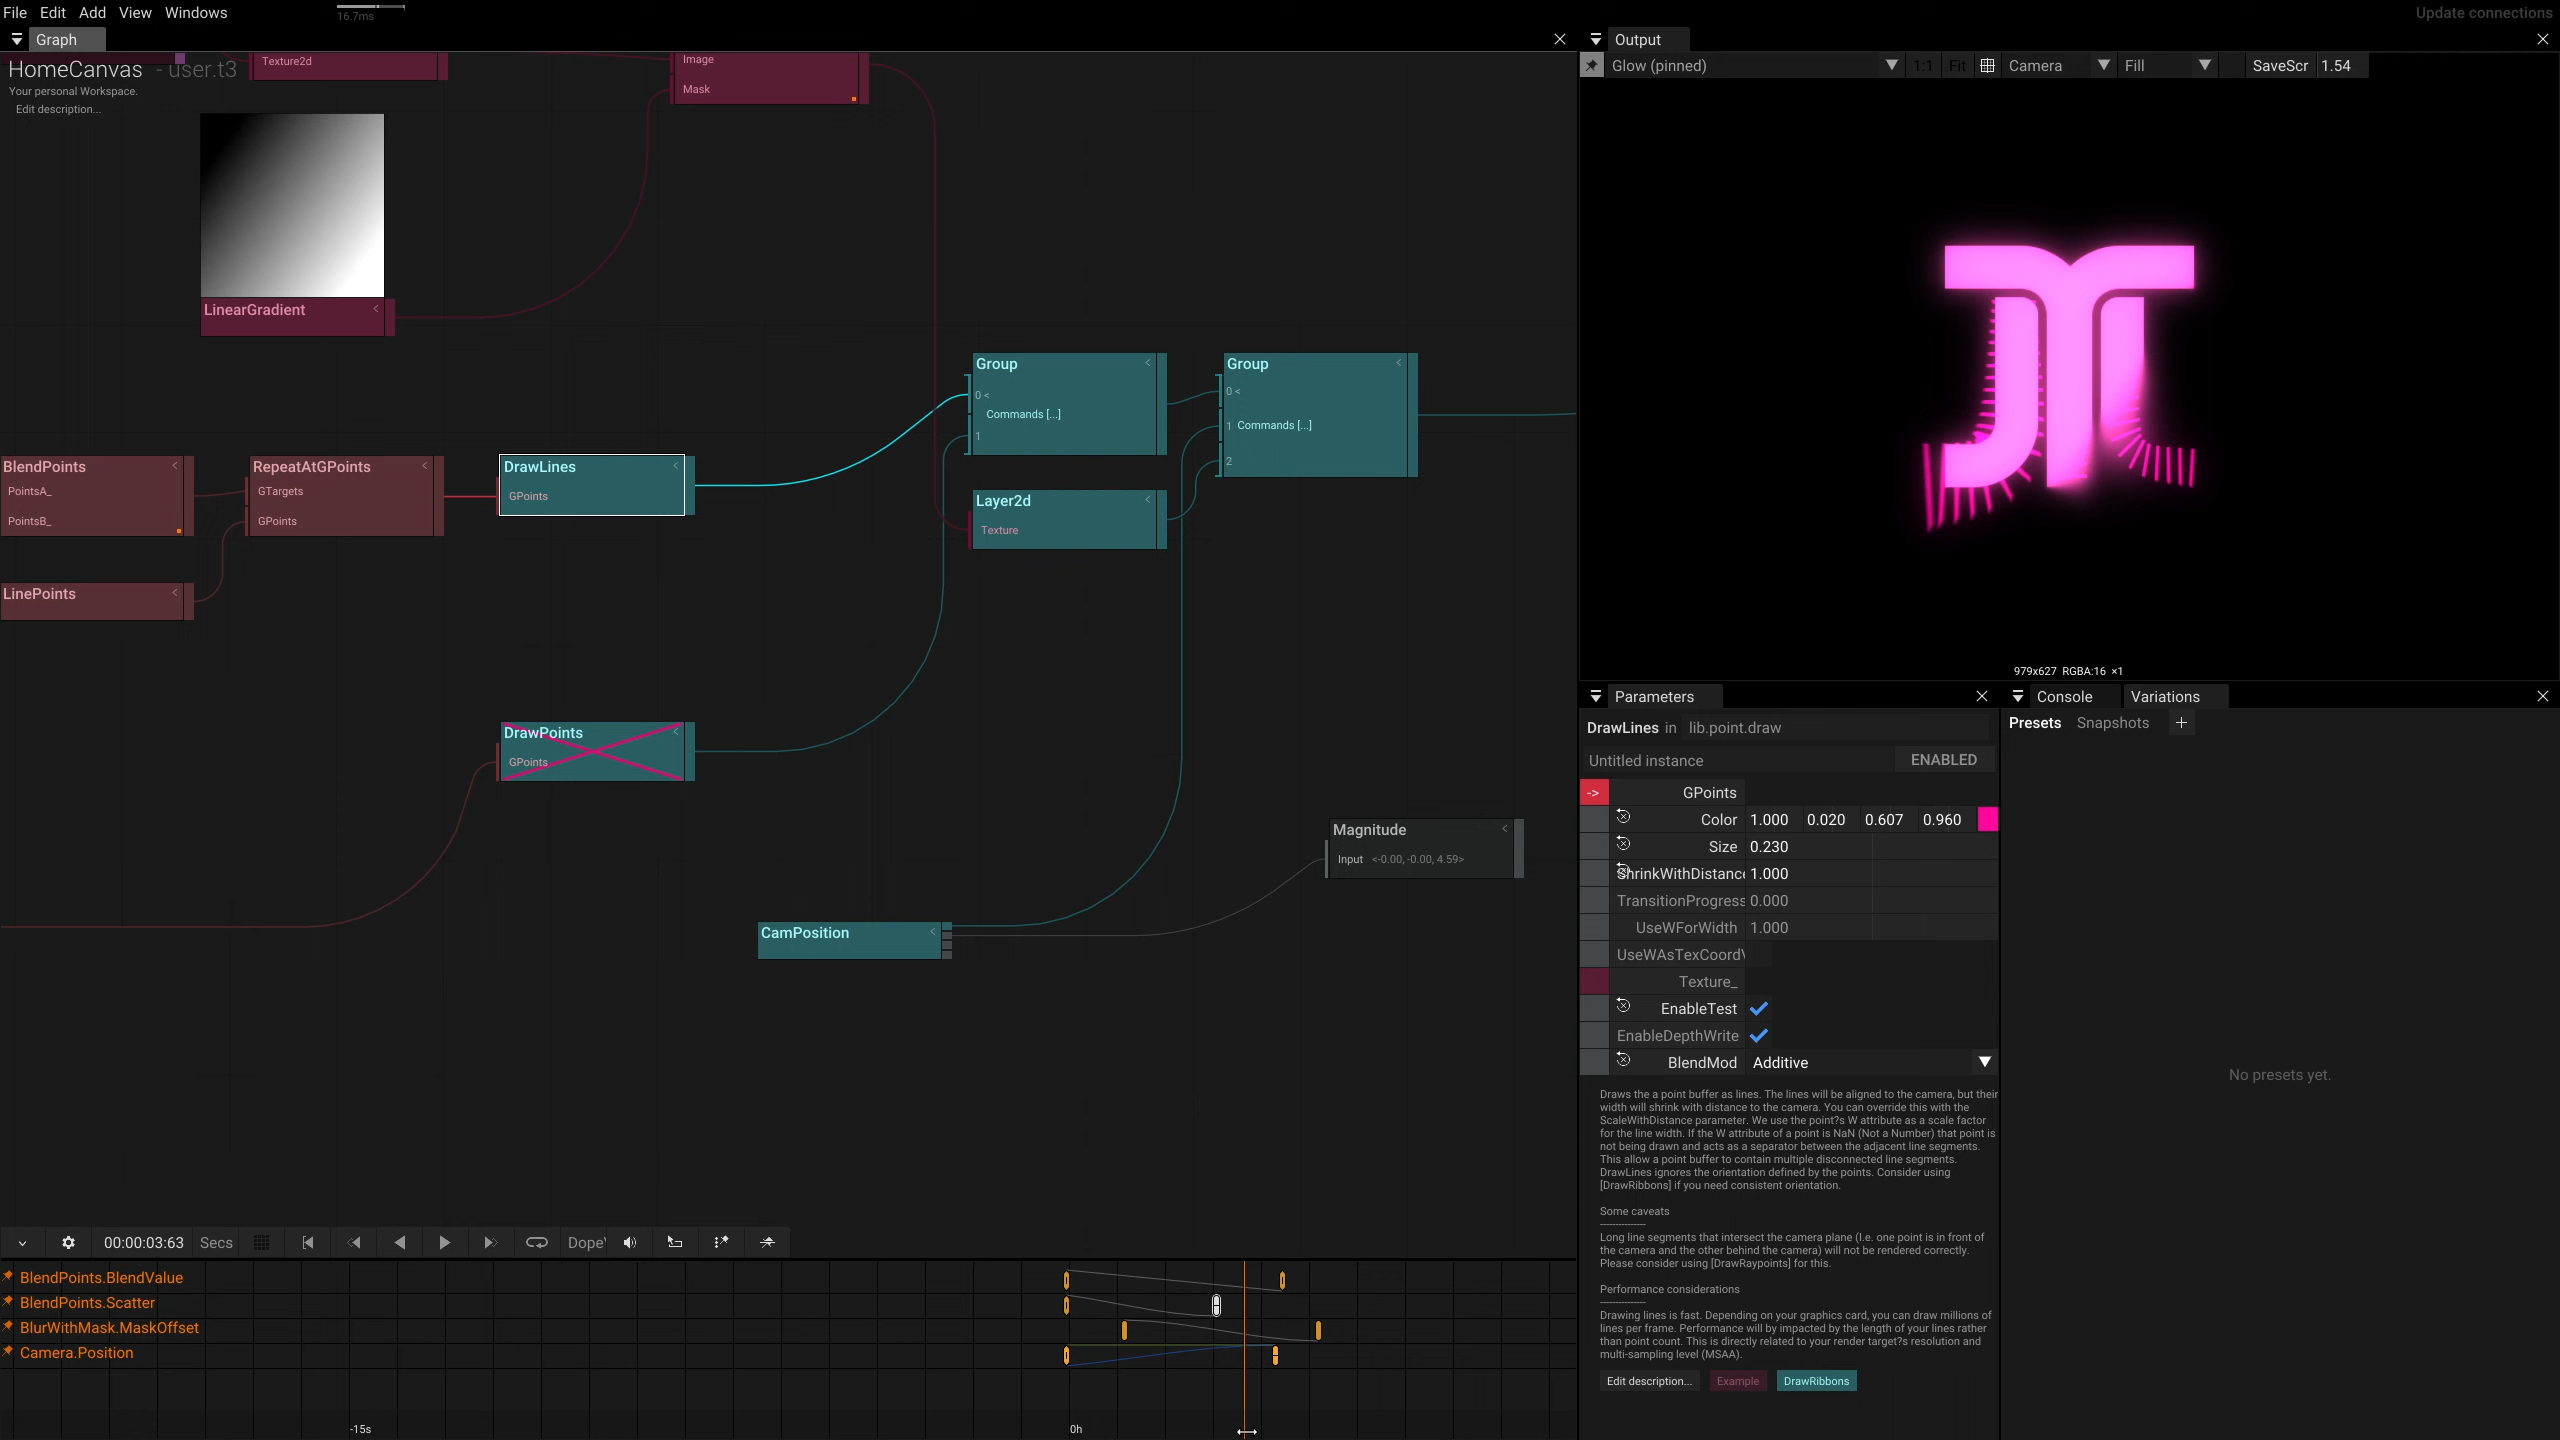 File Edit Add View Windows
16.7ms
Update connections
Graph
Output
HomeCanvas - user.t3
Your personal Workspace.
Edit description...
Texture2d
Image
Mask
Glow (pinned) 1:1 Fit Camera Fill SaveScr 1.54
LinearGradient
Group
0 <
Commands [...]
1
Group
0 <
1 Commands [...]
2
BlendPoints
PointsA_
PointsB_
RepeatAtGPoints
GTargets
GPoints
DrawLines
GPoints
Layer2d
Texture
LinePoints
DrawPoints
GPoints
Magnitude
Input <-0.00, -0.00, 4.59>
CamPosition
979x627 RGBA:16 ×1
Parameters
Console Variations
DrawLines in lib.point.draw
Presets Snapshots +
Untitled instance ENABLED
-> GPoints
Color 1.000 0.020 0.607 0.960
Size 0.230
ShrinkWithDistance 1.000
TransitionProgress 0.000
UseWForWidth 1.000
UseWAsTexCoordV
Texture_
EnableTest
EnableDepthWrite
BlendMod Additive
No presets yet.
Draws the a point buffer as lines. The lines will be aligned to the camera, but their
width will shrink with distance to the camera. You can override this with the
ScaleWithDistance parameter. We use the point?s W attribute as a scale factor
for the line width. If the W attribute of a point is NaN (Not a Number) that point is
not being drawn and acts as a separator between the adjacent line segments.
This allow a point buffer to contain multiple disconnected line segments.
DrawLines ignores the orientation defined by the points. Consider using
[DrawRibbons] if you need consistent orientation.
Some caveats
---------------
Long line segments that intersect the camera plane (I.e. one point is in front of
the camera and the other behind the camera) will not be rendered correctly.
Please consider using [DrawRaypoints] for this.
Performance considerations
---------------
Drawing lines is fast. Depending on your graphics card, you can draw millions of
lines per frame. Performance will by impacted by the length of your lines rather
than point count. This is directly related to your render target?s resolution and
multi-sampling level (MSAA).
Edit description... Example DrawRibbons
00:00:03:63 Secs Dope
BlendPoints.BlendValue
BlendPoints.Scatter
BlurWithMask.MaskOffset
Camera.Position
-15s
0h